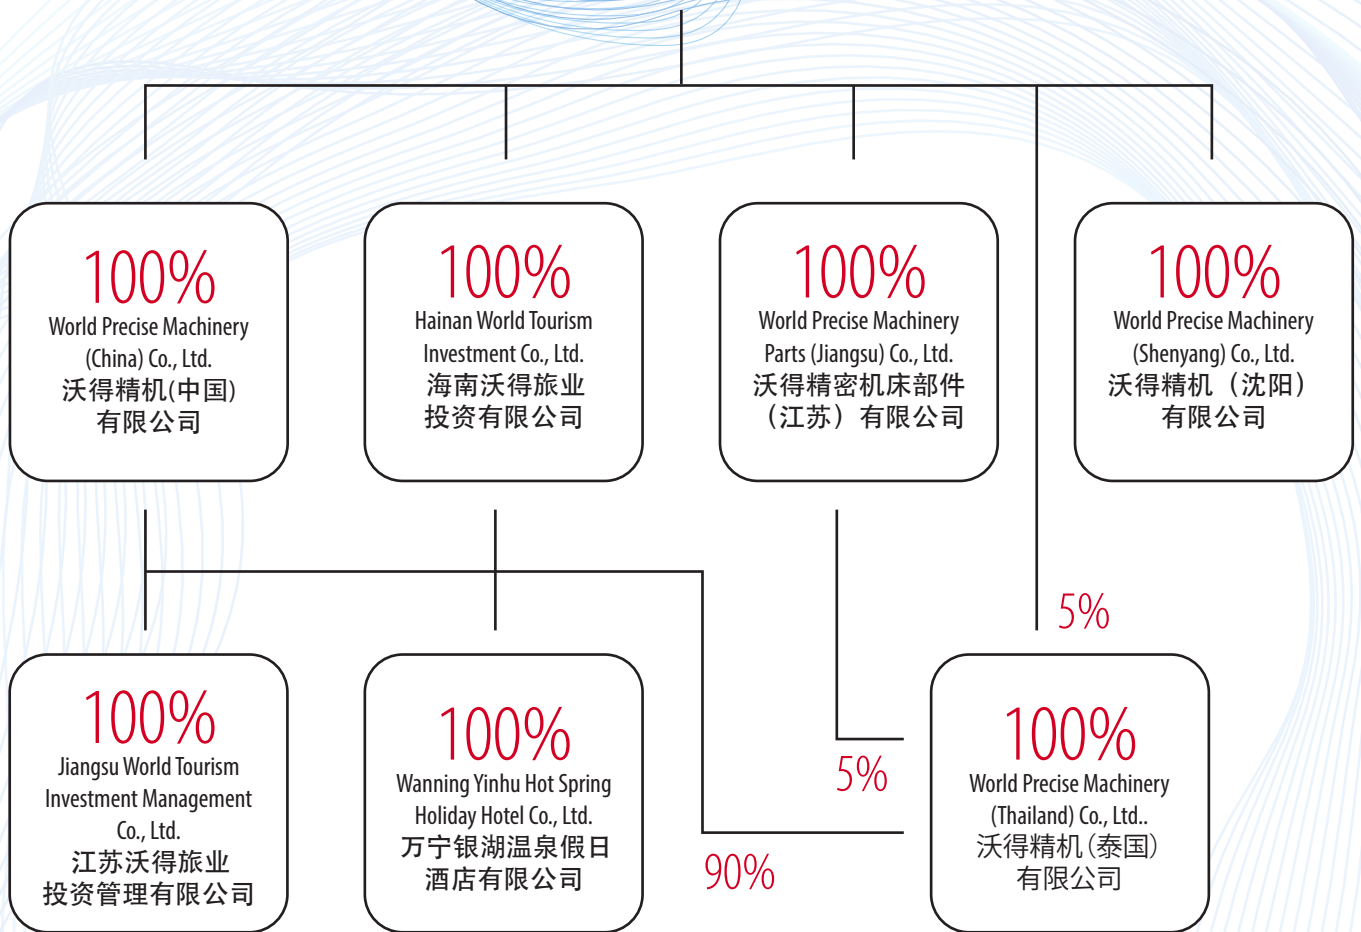 100%
World Precise Machinery
(China) Co., Ltd.
沃得精机(中国)
有限公司
100%
Hainan World Tourism
Investment Co., Ltd.
海南沃得旅业
投资有限公司
100%
World Precise Machinery
Parts (Jiangsu) Co., Ltd.
沃得精密机床部件
（江苏）有限公司
100%
World Precise Machinery
(Shenyang) Co., Ltd.
沃得精机（沈阳）
有限公司
5%
5%
90%
100%
Jiangsu World Tourism
Investment Management
Co., Ltd.
江苏沃得旅业
投资管理有限公司
100%
Wanning Yinhu Hot Spring
Holiday Hotel Co., Ltd.
万宁银湖温泉假日
酒店有限公司
100%
World Precise Machinery
(Thailand) Co., Ltd..
沃得精机(泰国)
有限公司